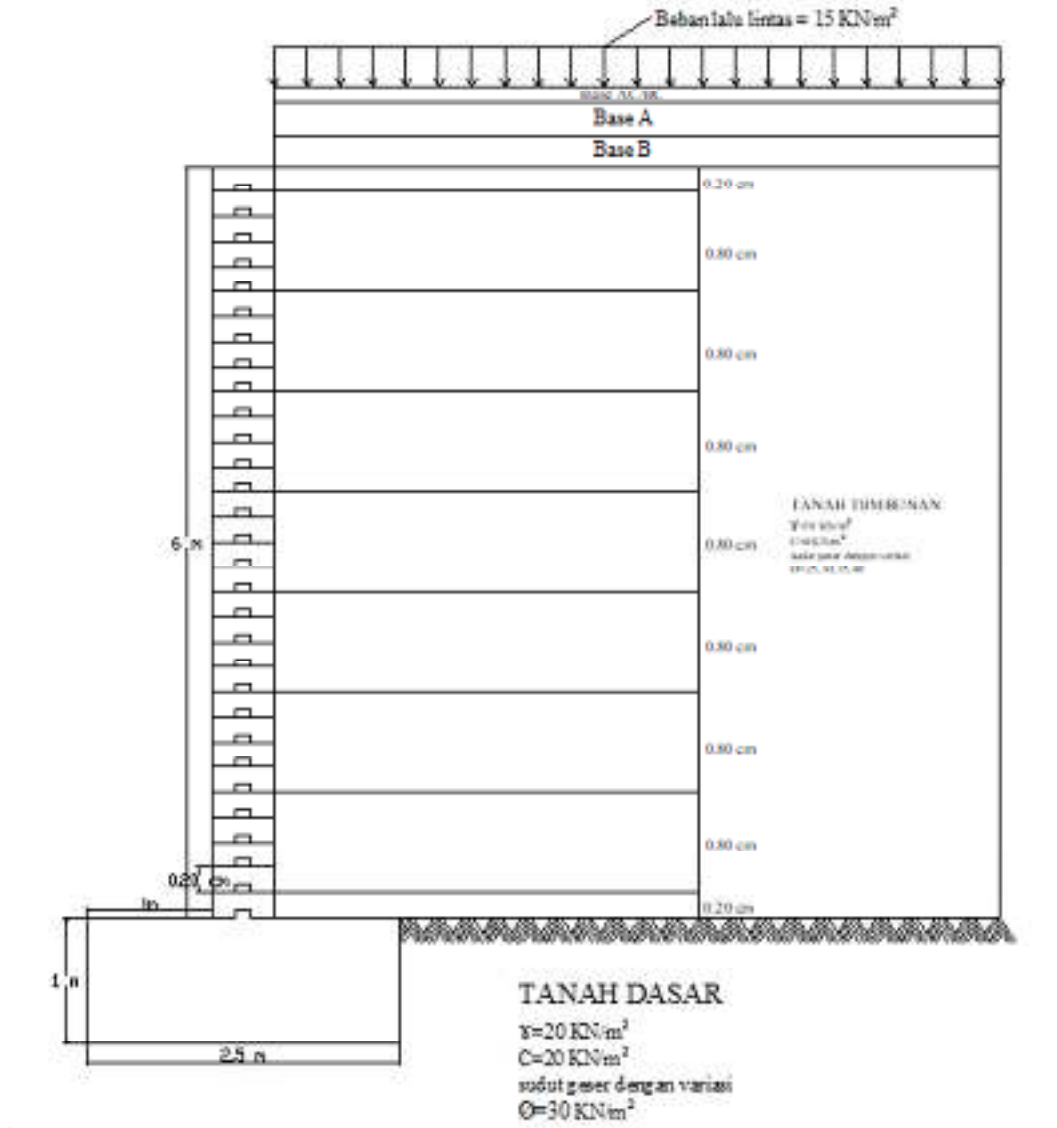 Beban lalu lintas = 15 KN/m²
Base A
Base B
0.20 cm
0.80 cm
0.80 cm
0.80 cm
TANAH TIMBUNAN
6 m
0.80 cm
0.80 cm
0.80 cm
0.80 cm
0.20 cm
1m
0.20 cm
1 m
2.5 m
TANAH DASAR
γ=20 KN/m²
C=20 KN/m²
sudut geser dengan variasi
Ø=30 KN/m²